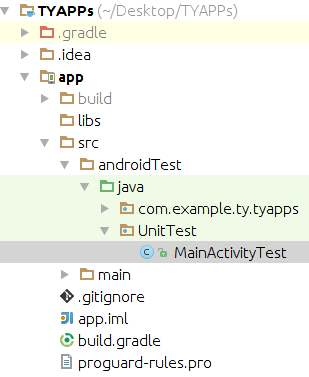 TYAPPs (~/Desktop/TYAPPs)
.gradle
.idea
app
build
libs
src
androidTest
java
com.example.ty.tyapps
UnitTest
MainActivityTest
main
.gitignore
app.iml
build.gradle
proguard-rules.pro